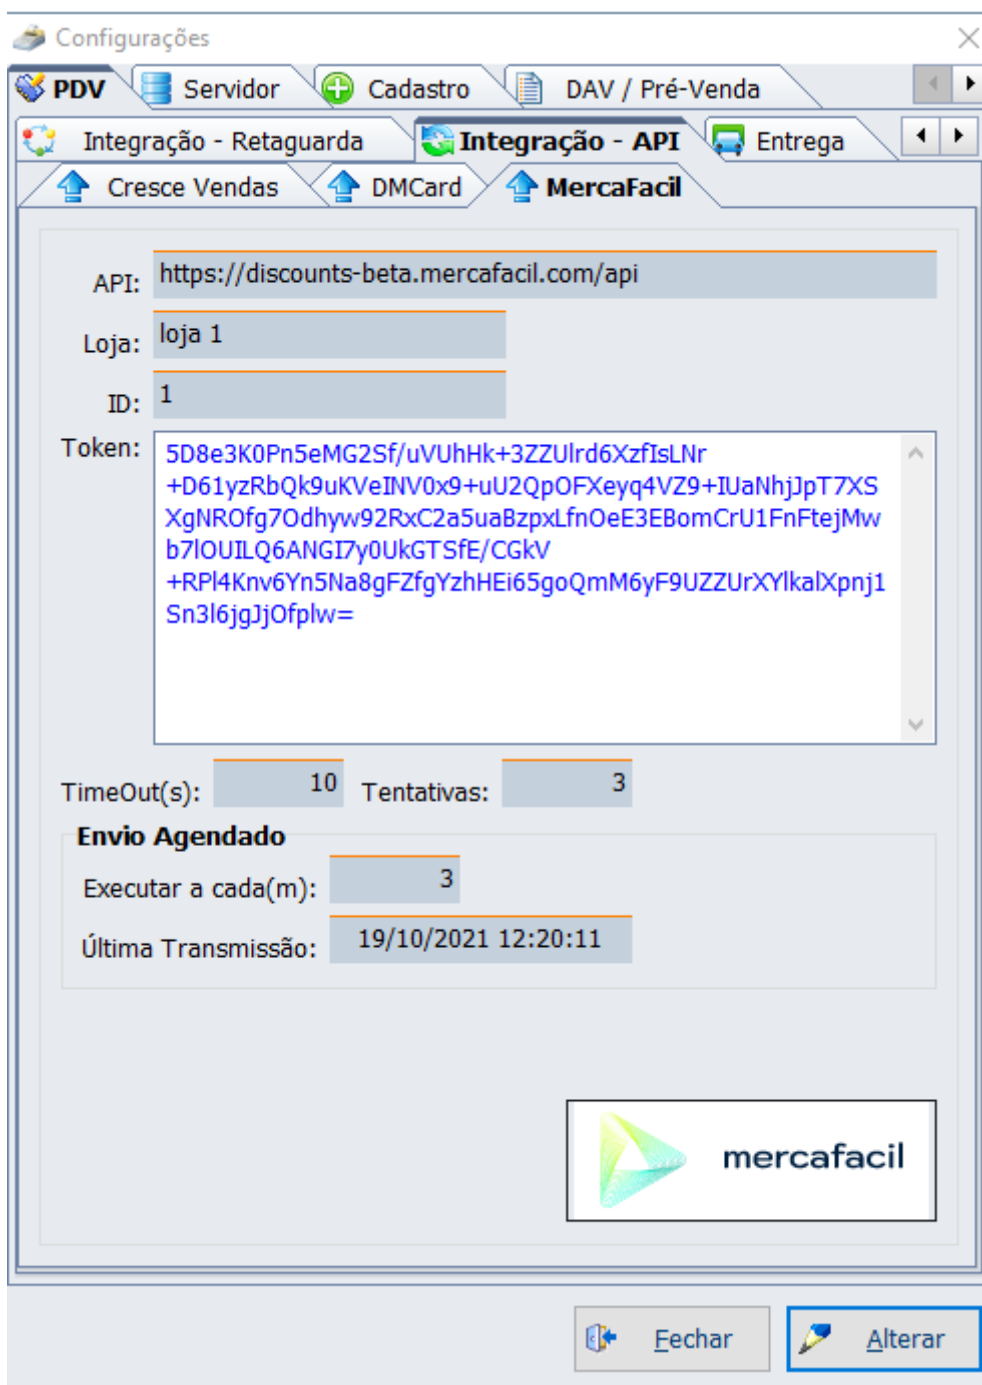 Configurações
PDV Servidor Cadastro DAV / Pré-Venda
Integração - Retaguarda Integração - API Entrega
Cresce Vendas DMCard MercaFacil
API: https://discounts-beta.mercafacil.com/api
Loja: loja 1
ID: 1
Token: 5D8e3K0Pn5eMG2Sf/uVUhHk+3ZZUlrd6XzfIsLNr
+D61yzRbQk9uKVeINV0x9+uU2QpOFXeyq4VZ9+IUaNhjJpT7XS
XgNROfg7Odhyw92RxC2a5uaBzpxLfnOeE3EBomCrU1FnFtejMw
b7lOUILQ6ANGI7y0UkGTSfE/CGkV
+RPl4Knv6Yn5Na8gFZfgYzhHEi65goQmM6yF9UZZUrXYlkalXpnj1
Sn3l6jgJjOfplw=
TimeOut(s): 10 Tentativas: 3
Envio Agendado
Executar a cada(m): 3
Última Transmissão: 19/10/2021 12:20:11
mercafacil
Fechar Alterar